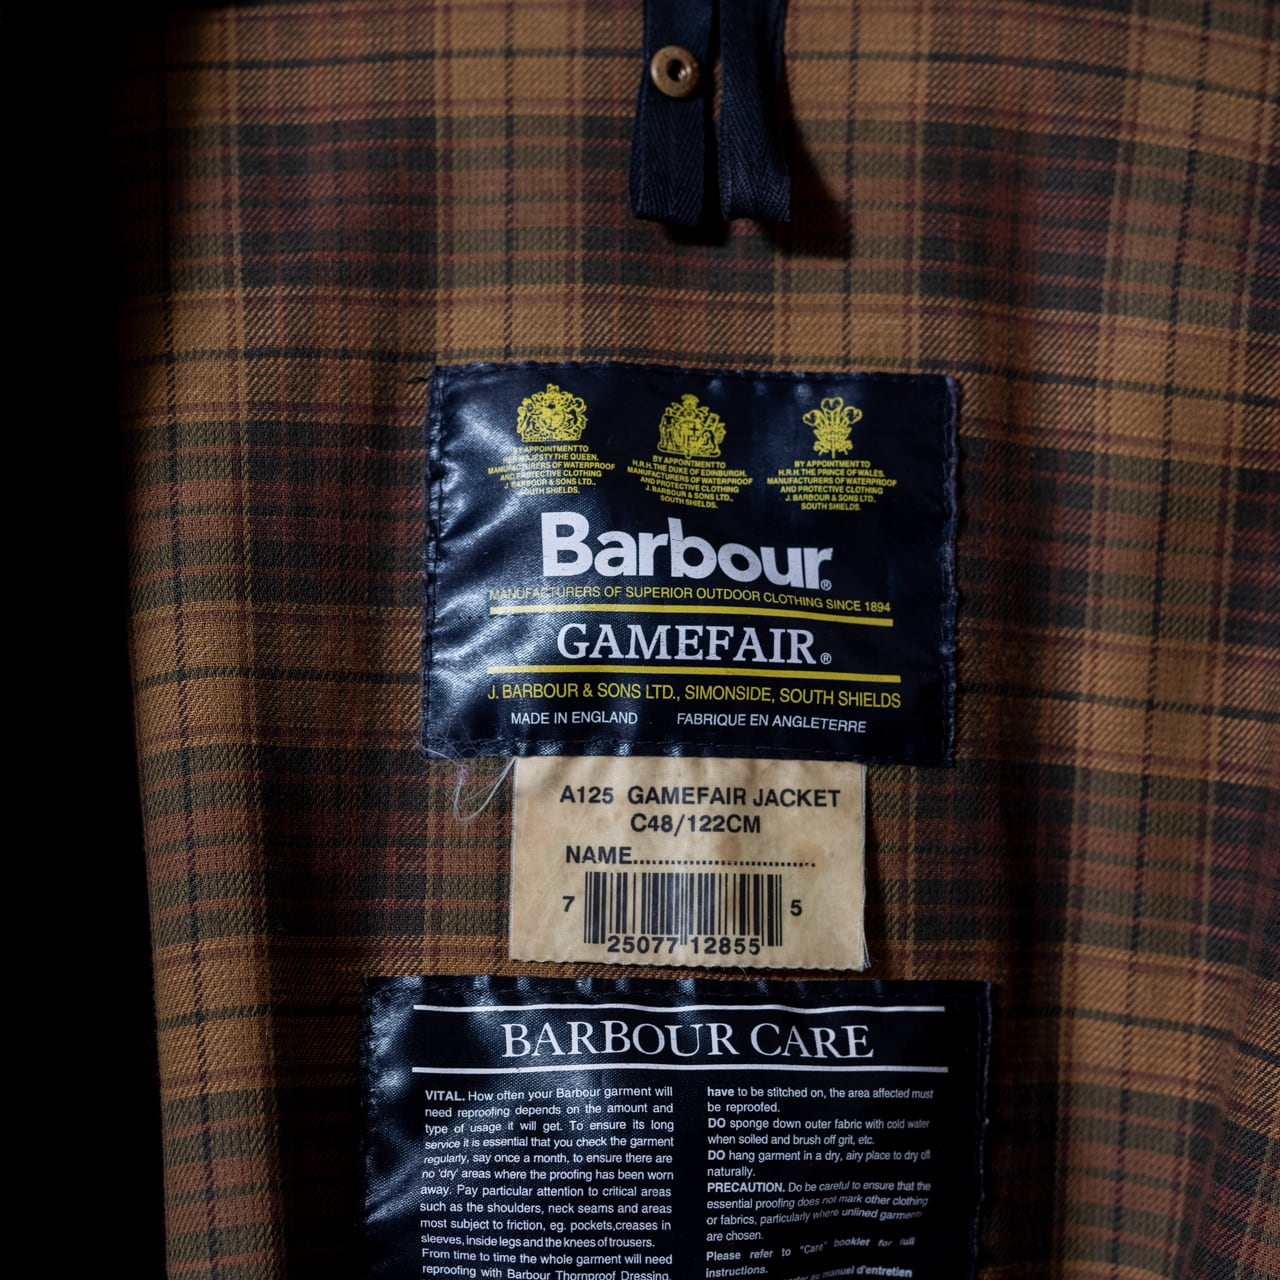 BY APPOINTMENT TO
HER MAJESTY THE QUEEN.
MANUFACTURERS OF WATERPROOF
AND PROTECTIVE CLOTHING
J. BARBOUR & SONS LTD.,
SOUTH SHIELDS.
BY APPOINTMENT TO
H.R.H. THE DUKE OF EDINBURGH.
MANUFACTURERS OF WATERPROOF
AND PROTECTIVE CLOTHING
J. BARBOUR & SONS LTD.,
SOUTH SHIELDS.
BY APPOINTMENT TO
H.R.H. THE PRINCE OF WALES.
MANUFACTURERS OF WATERPROOF
AND PROTECTIVE CLOTHING
J. BARBOUR & SONS LTD.,
SOUTH SHIELDS.
Barbour®
MANUFACTURERS OF SUPERIOR OUTDOOR CLOTHING SINCE 1894
GAMEFAIR®
J. BARBOUR & SONS LTD., SIMONSIDE, SOUTH SHIELDS
MADE IN ENGLAND FABRIQUE EN ANGLETERRE
A125 GAMEFAIR JACKET
C48/122CM
NAME..............................
7 25077 12855 5
BARBOUR CARE
VITAL. How often your Barbour garment will
need reproofing depends on the amount and
type of usage it will get. To ensure its long
service it is essential that you check the garment
regularly, say once a month, to ensure there are
no 'dry' areas where the proofing has been worn
away. Pay particular attention to critical areas
such as the shoulders, neck seams and areas
most subject to friction, eg. pockets,creases in
sleeves, inside legs and the knees of trousers.
From time to time the whole garment will need
reproofing with Barbour Thornproof Dressing.
have to be stitched on, the area affected must
be reproofed.
DO sponge down outer fabric with cold water
when soiled and brush off grit, etc.
DO hang garment in a dry, airy place to dry off
naturally.
PRECAUTION. Do be careful to ensure that the
essential proofing does not mark other clothing
or fabrics, particularly where unlined garments
are chosen.
Please refer to "Care" booklet for full
instructions.
au manuel d'entretien